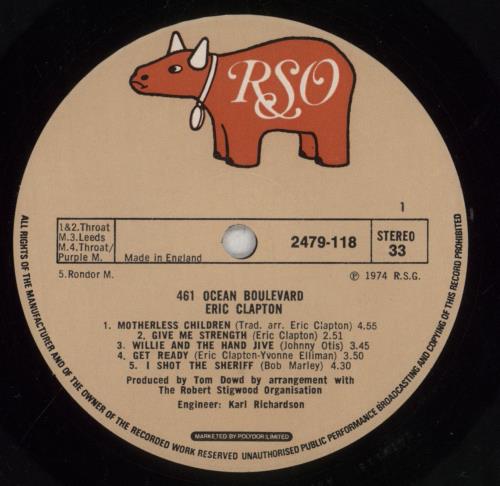 RSO
1
1&2.Throat
M.3.Leeds
M.4.Throat/
Purple M.
Made in England
2479-118
STEREO
33
5.Rondor M.
℗ 1974 R.S.G.
461 OCEAN BOULEVARD
ERIC CLAPTON
1. MOTHERLESS CHILDREN (Trad. arr. Eric Clapton) 4.55
2. GIVE ME STRENGTH (Eric Clapton) 2.51
3. WILLIE AND THE HAND JIVE (Johnny Otis) 3.45
4. GET READY (Eric Clapton-Yvonne Elliman) 3.50
5. I SHOT THE SHERIFF (Bob Marley) 4.30
Produced by Tom Dowd by arrangement with
The Robert Stigwood Organisation
Engineer: Karl Richardson
MARKETED BY POLYDOR LIMITED
ALL RIGHTS OF THE MANUFACTURER AND OF THE OWNER OF THE RECORDED WORK RESERVED UNAUTHORISED PUBLIC PERFORMANCE BROADCASTING AND COPYING OF THIS RECORD PROHIBITED